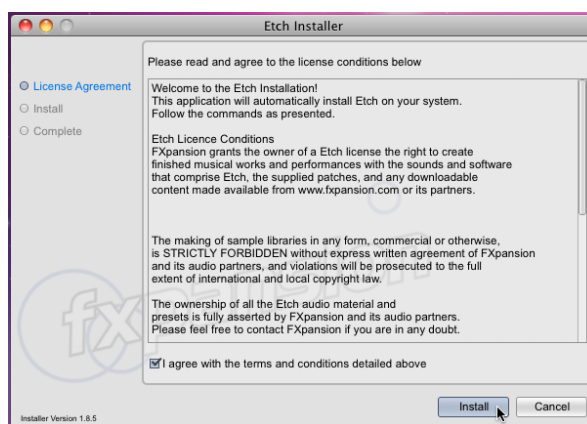 Etch Installer
Please read and agree to the license conditions below
License Agreement
Install
Complete
Welcome to the Etch Installation!
This application will automatically install Etch on your system.
Follow the commands as presented.
Etch Licence Conditions
FXpansion grants the owner of a Etch license the right to create
finished musical works and performances with the sounds and software
that comprise Etch, the supplied patches, and any downloadable
content made available from www.fxpansion.com or its partners.
The making of sample libraries in any form, commercial or otherwise,
is STRICTLY FORBIDDEN without express written agreement of FXpansion
and its audio partners, and violations will be prosecuted to the full
extent of international and local copyright law.
The ownership of all the Etch audio material and
presets is fully asserted by FXpansion and its audio partners.
Please feel free to contact FXpansion if you are in any doubt.
fxpansion
I agree with the terms and conditions detailed above
Install
Cancel
Installer Version 1.8.5